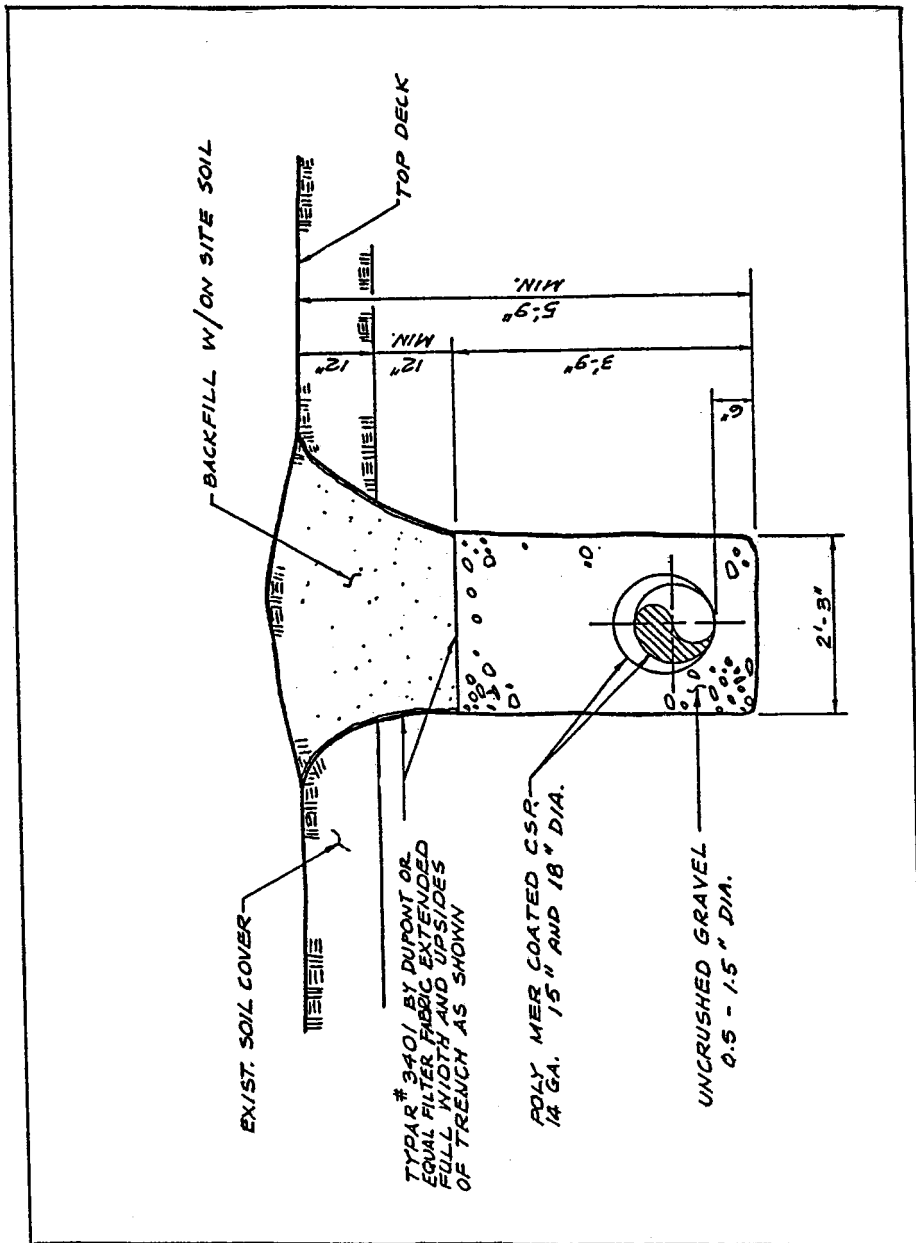 BACKFILL W/ON SITE SOIL
TOP DECK
EXIST. SOIL COVER
TYPAR # 3401 BY DUPONT OR
EQUAL FILTER FABRIC EXTENDED
FULL WIDTH AND UPSIDES
OF TRENCH AS SHOWN
POLY MER COATED CSP.
14 GA. 15" AND 18" DIA.
UNCRUSHED GRAVEL
0.5 - 1.5" DIA.
12"
12"
MIN.
5'-9"
MIN.
3'-9"
6"
2'-3"